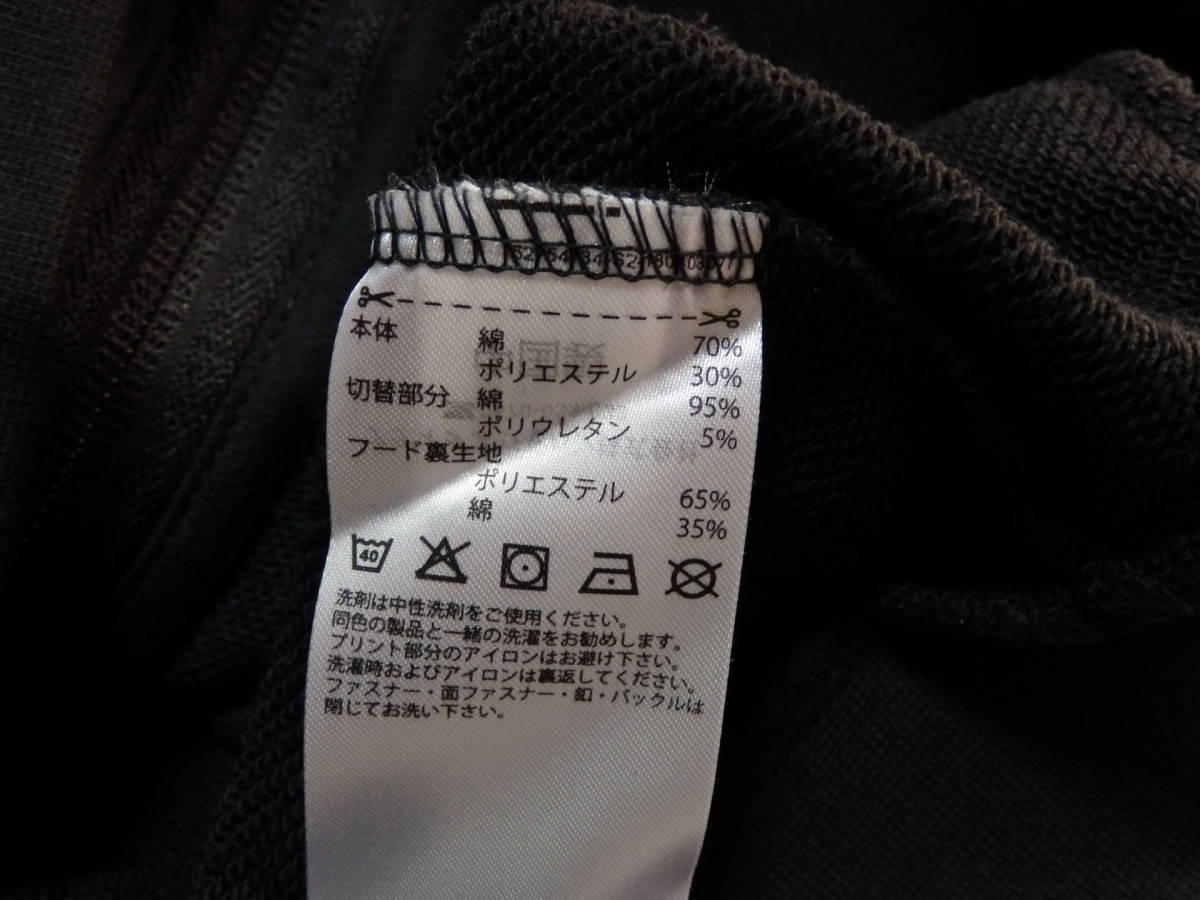 本体 綿 70%
ポリエステル 30%
切替部分 綿 95%
ポリウレタン 5%
フード裏生地
ポリエステル 65%
綿 35%
40
洗剤は中性洗剤をご使用ください。
同色の製品と一緒の洗濯をお勧めします。
プリント部分のアイロンはお避け下さい。
洗濯時およびアイロンは裏返してください。
ファスナー・面ファスナー・釦・バックルは
閉じてお洗い下さい。